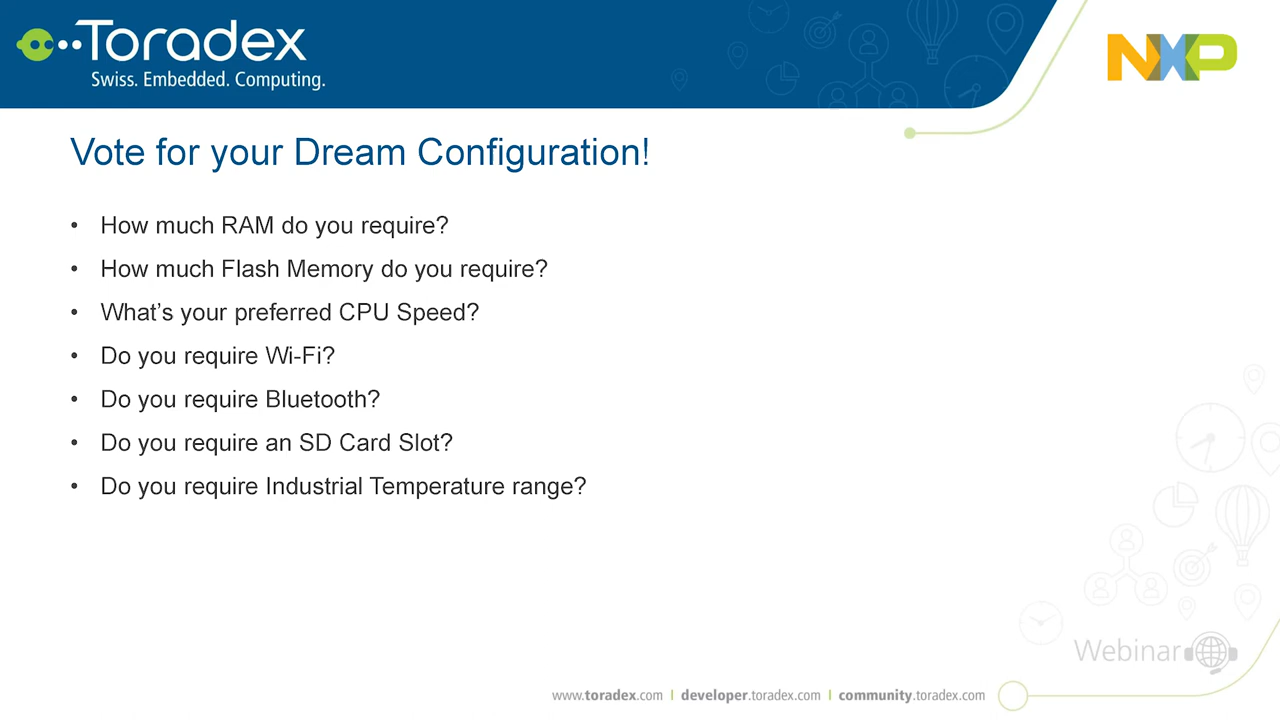 Toradex
Swiss. Embedded. Computing.
NXP
Vote for your Dream Configuration!
• How much RAM do you require?
• How much Flash Memory do you require?
• What’s your preferred CPU Speed?
• Do you require Wi-Fi?
• Do you require Bluetooth?
• Do you require an SD Card Slot?
• Do you require Industrial Temperature range?
Webinar
www.toradex.com | developer.toradex.com | community.toradex.com